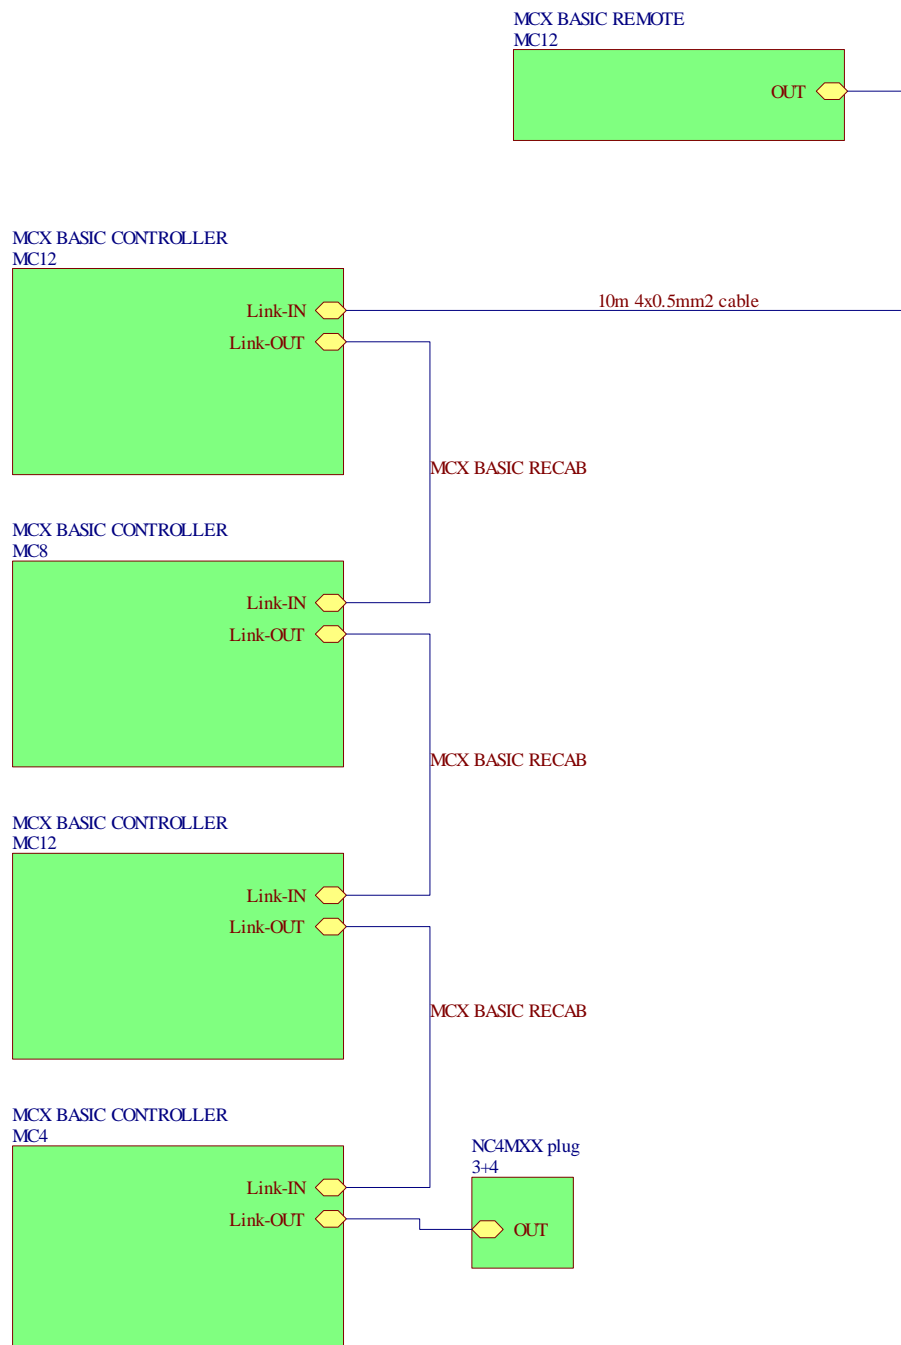 MCX BASIC REMOTE
MC12
OUT
MCX BASIC CONTROLLER
MC12
Link-IN
10m 4x0.5mm2 cable
Link-OUT
MCX BASIC RECAB
MCX BASIC CONTROLLER
MC8
Link-IN
Link-OUT
MCX BASIC RECAB
MCX BASIC CONTROLLER
MC12
Link-IN
Link-OUT
MCX BASIC RECAB
MCX BASIC CONTROLLER
MC4
NC4MXX plug
3+4
Link-IN
Link-OUT
OUT